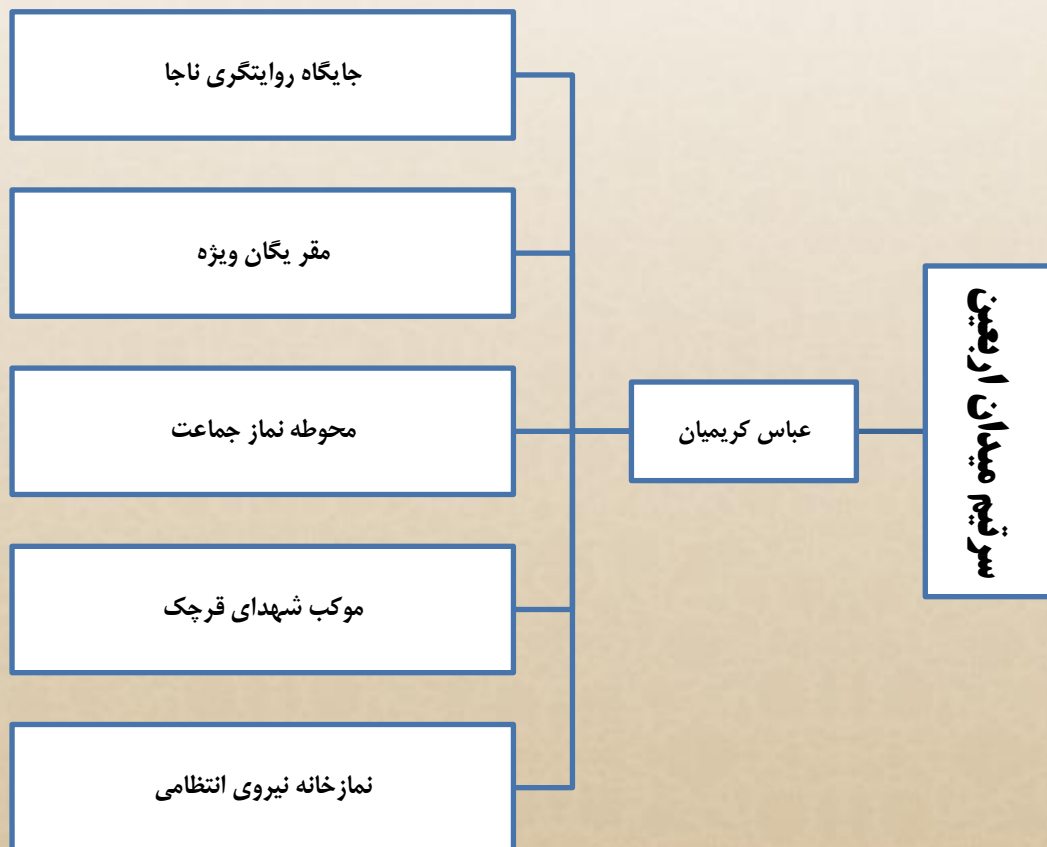 سرتیم میدان اربعین
عباس کریمیان
جایگاه روایتگری ناجا
مقر یگان ویژه
محوطه نماز جماعت
موکب شهدای قرچک
نمازخانه نیروی انتظامی